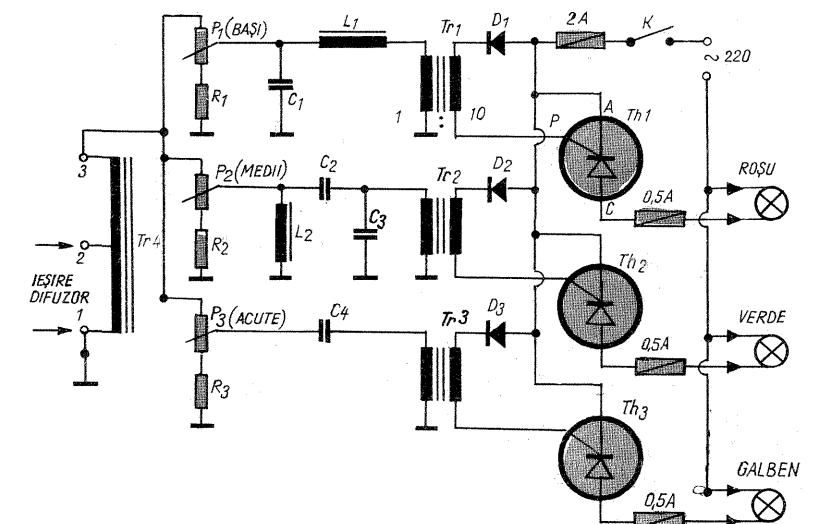 P1 (BAȘI)
L1
Tr1
D1
2A
K
~ 220
R1
C1
1 : 10
P
A
Th1
3
P2 (MEDII)
C2
Tr2
D2
C
0,5A
ROȘU
Tr4
R2
L2
C3
2
IEȘIRE
DIFUZOR
1
Th2
P3 (ACUTE)
C4
Tr3
D3
0,5A
VERDE
R3
Th3
GALBEN
0,5A